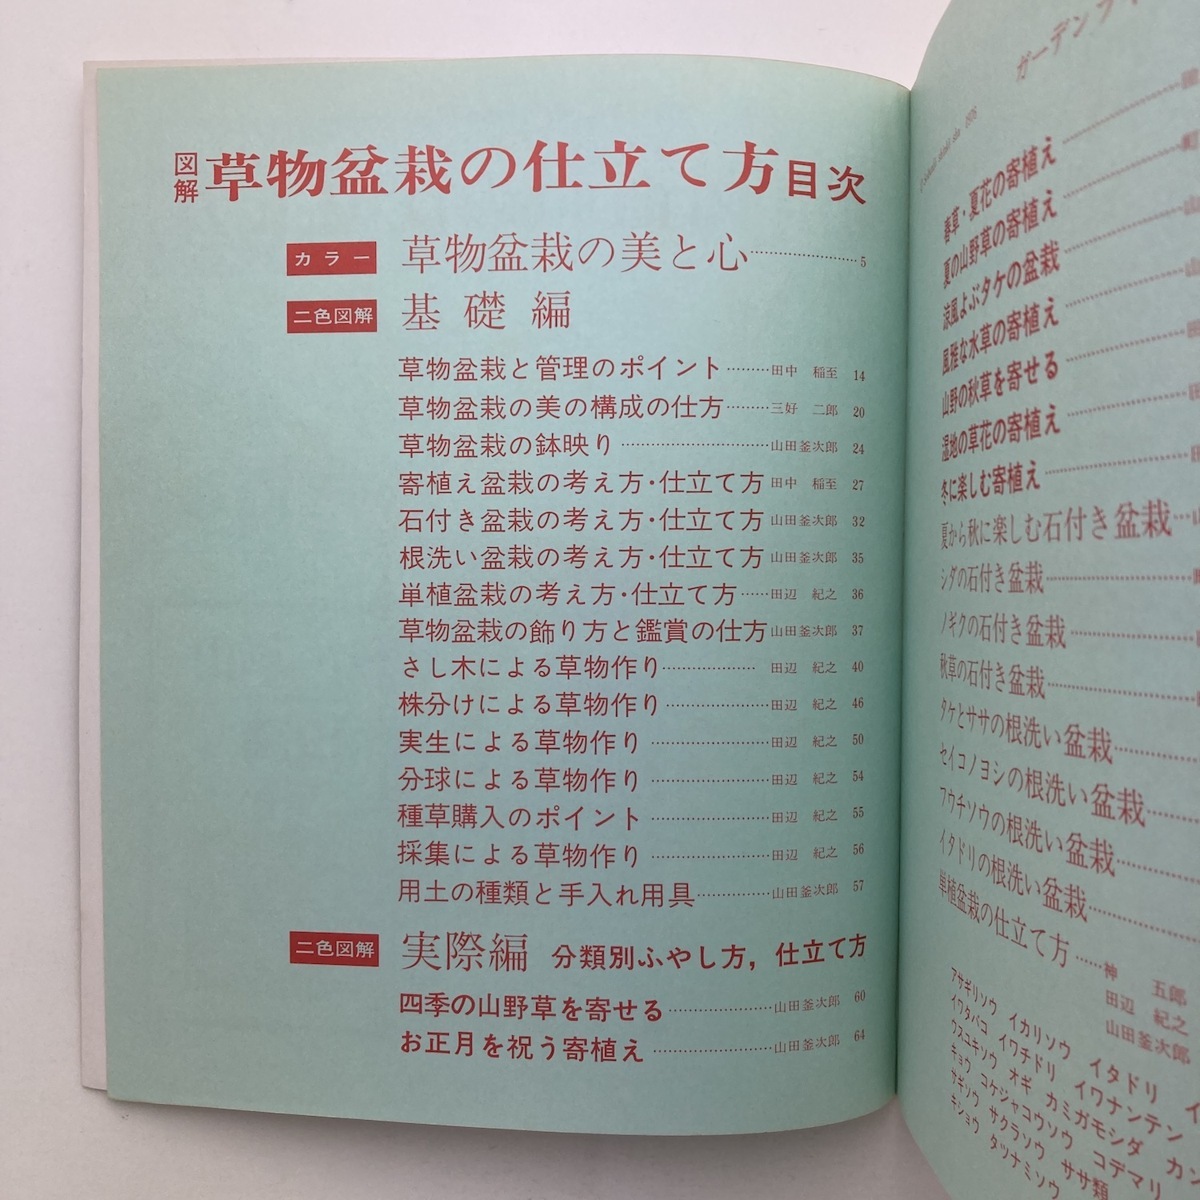 図解 草物盆栽の仕立て方目次
カラー 草物盆栽の美と心……………………5
二色図解 基礎編
草物盆栽と管理のポイント………田中 稲至 14
草物盆栽の美の構成の仕方………三好 二郎 20
草物盆栽の鉢映り……………………山田釜次郎 24
寄植え盆栽の考え方・仕立て方 田中 稲至 27
石付き盆栽の考え方・仕立て方 山田釜次郎 32
根洗い盆栽の考え方・仕立て方 山田釜次郎 35
単植盆栽の考え方・仕立て方……田辺 紀之 36
草物盆栽の飾り方と鑑賞の仕方 山田釜次郎 37
さし木による草物作り……………… 田辺 紀之 40
株分けによる草物作り………………田辺 紀之 46
実生による草物作り…………………田辺 紀之 50
分球による草物作り…………………田辺 紀之 54
種草購入のポイント…………………田辺 紀之 55
採集による草物作り…………………田辺 紀之 56
用土の種類と手入れ用具……………山田釜次郎 57
二色図解 実際編 分類別ふやし方，仕立て方
四季の山野草を寄せる………………山田釜次郎 60
お正月を祝う寄植え…………………山田釜次郎 64
ガーデンライ
1976
春草・夏花の寄植え
夏の山野草の寄植え
涼風よぶタケの盆栽
風雅な水草の寄植え
山野の秋草を寄せる
湿地の草花の寄植え
冬に楽しむ寄植え
夏から秋に楽しむ石付き盆栽
シダの石付き盆栽
ノギクの石付き盆栽
秋草の石付き盆栽
タケとササの根洗い盆栽
セイコノヨシの根洗い盆栽
フウチソウの根洗い盆栽
イタドリの根洗い盆栽
単植盆栽の仕立て方……神 五郎
田辺 紀之
山田釜次郎
アサギリソウ イカリソウ イタドリ イ
イワタバコ イワチドリ イワナンテン
ウスユキソウ オギ カミガモシダ カン
キョウ コケジャコウソウ コデマリ
サギソウ サクラソウ ササ類
キショウ タツナミソウ